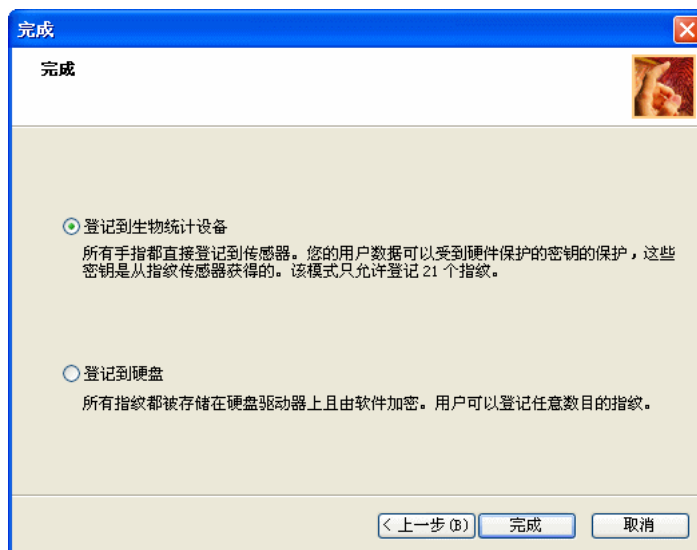 完成
完成
登记到生物统计设备
所有手指都直接登记到传感器。您的用户数据可以受到硬件保护的密钥的保护，这些
密钥是从指纹传感器获得的。该模式只允许登记 21 个指纹。
登记到硬盘
所有指纹都被存储在硬盘驱动器上且由软件加密。用户可以登记任意数目的指纹。
< 上一步(B)
完成
取消